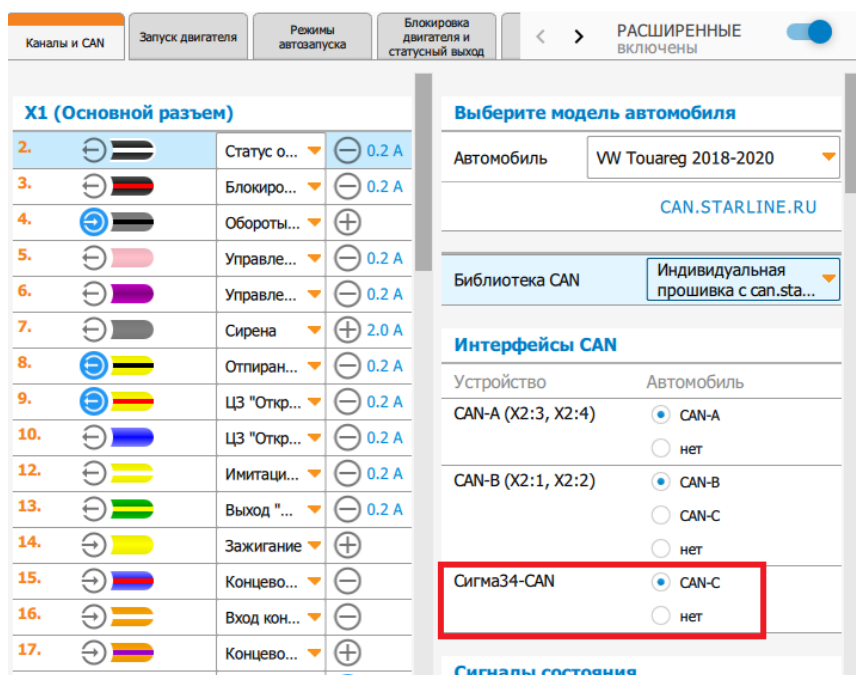 Каналы и CAN
Запуск двигателя
Режимы
автозапуска
Блокировка
двигателя и
статусный выход
РАСШИРЕННЫЕ
включены
X1 (Основной разъем)
2. Статус о... 0.2 А
3. Блокиро... 0.2 А
4. Обороты...
5. Управле... 0.2 А
6. Управле... 0.2 А
7. Сирена 2.0 А
8. Отпиран... 0.2 А
9. ЦЗ "Откр... 0.2 А
10. ЦЗ "Откр... 0.2 А
12. Имитаци... 0.2 А
13. Выход "... 0.2 А
14. Зажигание
15. Концево...
16. Вход кон...
17. Концево...
Выберите модель автомобиля
Автомобиль VW Touareg 2018-2020
CAN.STARLINE.RU
Библиотека CAN
Индивидуальная
прошивка с can.sta...
Интерфейсы CAN
Устройство Автомобиль
CAN-A (X2:3, X2:4) CAN-A
нет
CAN-B (X2:1, X2:2) CAN-B
CAN-C
нет
Сигма34-CAN CAN-C
нет
Сигналы состояния